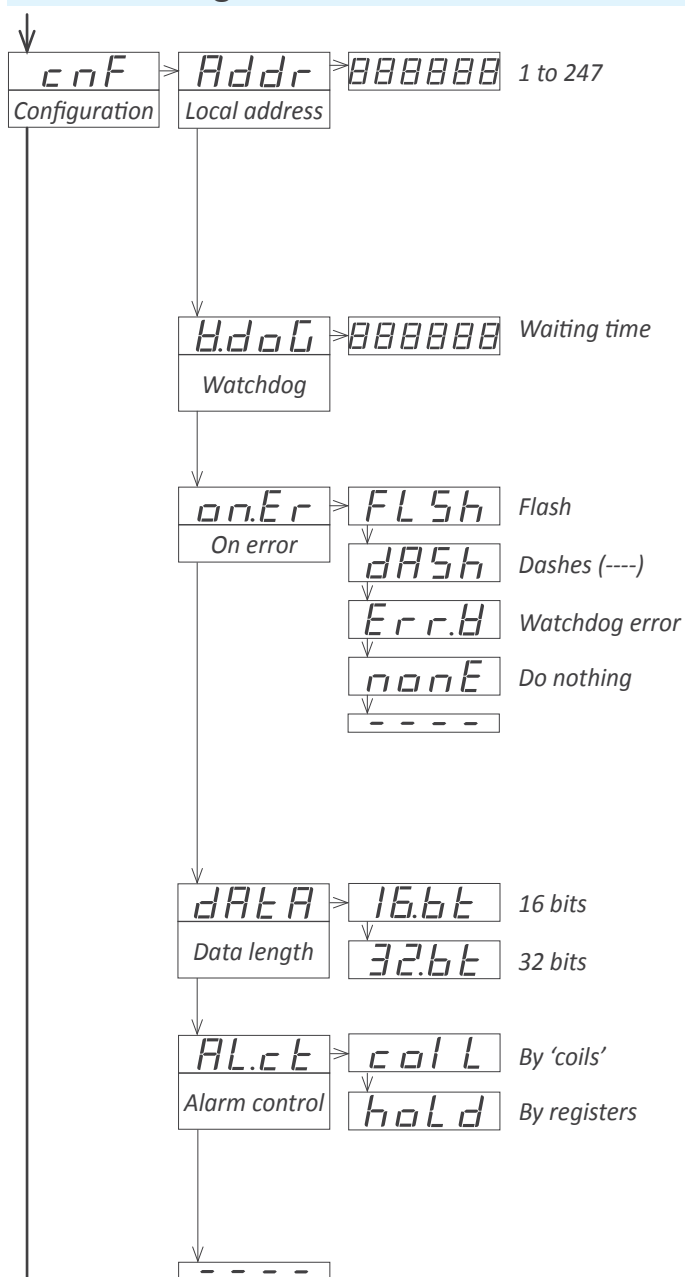 cnF
Configuration
Addr
Local address
888888
1 to 247
W.doG
Watchdog
888888
Waiting time
on.Er
On error
FLSh
Flash
dASh
Dashes (----)
Err.W
Watchdog error
nonE
Do nothing
----
dAtA
Data length
16.bt
16 bits
32.bt
32 bits
AL.ct
Alarm control
coIL
By ‘coils’
hoLd
By registers
----